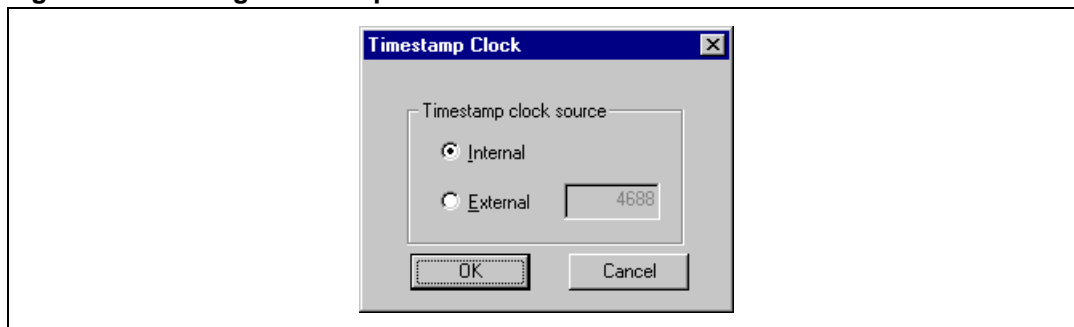 Timestamp Clock
Timestamp clock source
Internal
External 4688
OK Cancel